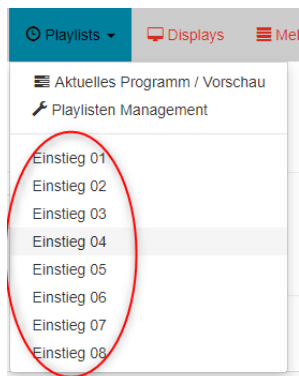 Playlists Displays Me
Aktuelles Programm / Vorschau
Playlisten Management
Einstieg 01
Einstieg 02
Einstieg 03
Einstieg 04
Einstieg 05
Einstieg 06
Einstieg 07
Einstieg 08